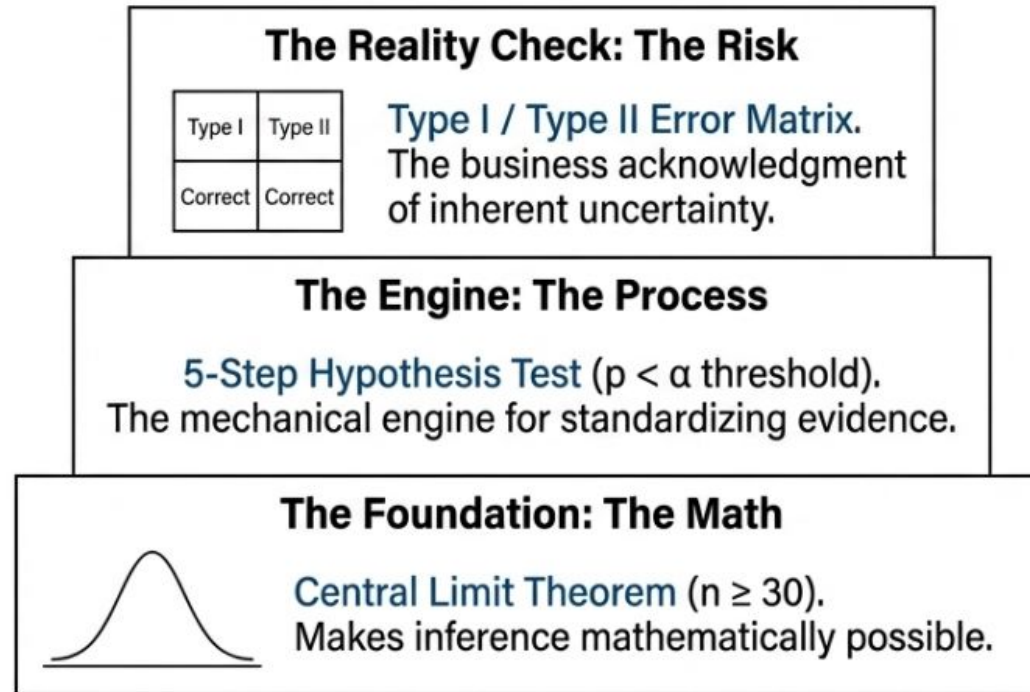 The Reality Check: The Risk
Type I Type II
Correct Correct
Type I / Type II Error Matrix.
The business acknowledgment
of inherent uncertainty.
The Engine: The Process
5-Step Hypothesis Test (p < α threshold).
The mechanical engine for standardizing evidence.
The Foundation: The Math
Central Limit Theorem (n ≥ 30).
Makes inference mathematically possible.